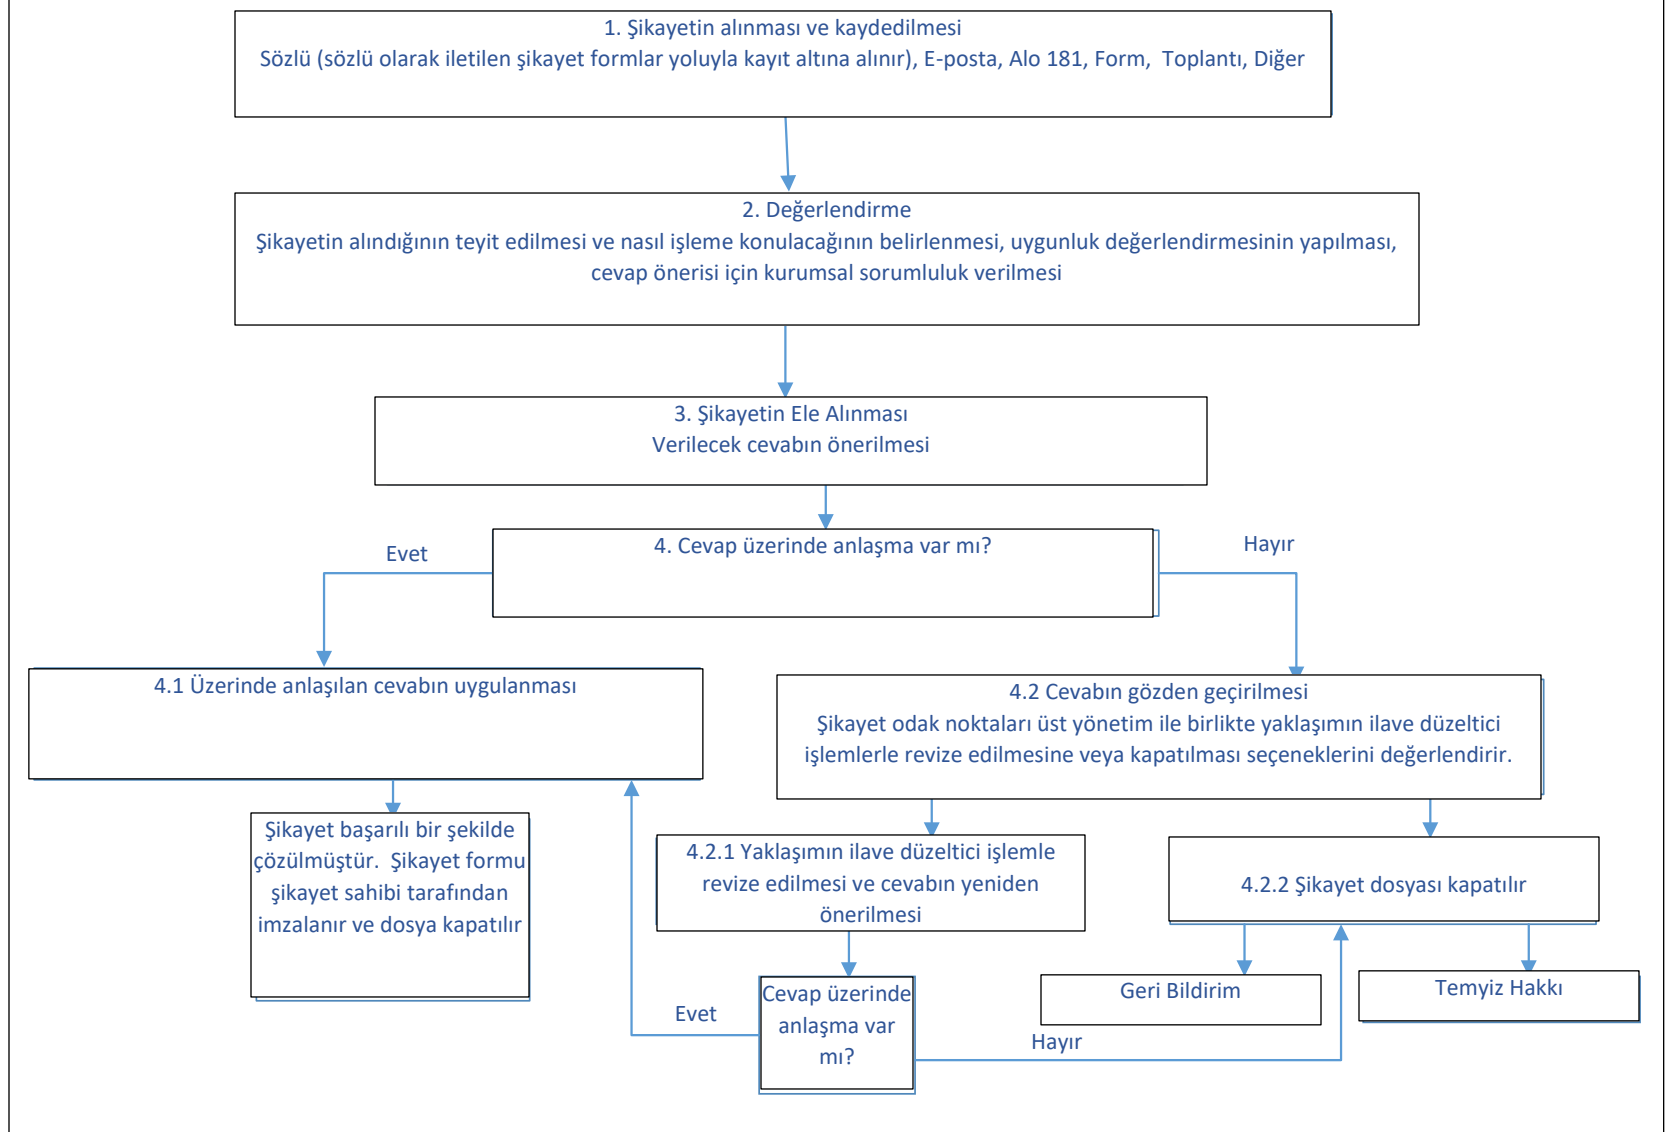 1. Şikayetin alınması ve kaydedilmesi
Sözlü (sözlü olarak iletilen şikayet formlar yoluyla kayıt altına alınır), E-posta, Alo 181, Form,  Toplantı, Diğer
2. Değerlendirme
Şikayetin alındığının teyit edilmesi ve nasıl işleme konulacağının belirlenmesi, uygunluk değerlendirmesinin yapılması,
cevap önerisi için kurumsal sorumluluk verilmesi
3. Şikayetin Ele Alınması
Verilecek cevabın önerilmesi
4. Cevap üzerinde anlaşma var mı?
Evet
Hayır
4.1 Üzerinde anlaşılan cevabın uygulanması
4.2 Cevabın gözden geçirilmesi
Şikayet odak noktaları üst yönetim ile birlikte yaklaşımın ilave düzeltici
işlemlerle revize edilmesine veya kapatılması seçeneklerini değerlendirir.
Şikayet başarılı bir şekilde
çözülmüştür.  Şikayet formu
şikayet sahibi tarafından
imzalanır ve dosya kapatılır
4.2.1 Yaklaşımın ilave düzeltici işlemle
revize edilmesi ve cevabın yeniden
önerilmesi
4.2.2 Şikayet dosyası kapatılır
Cevap üzerinde
anlaşma var
mı?
Evet
Hayır
Geri Bildirim
Temyiz Hakkı